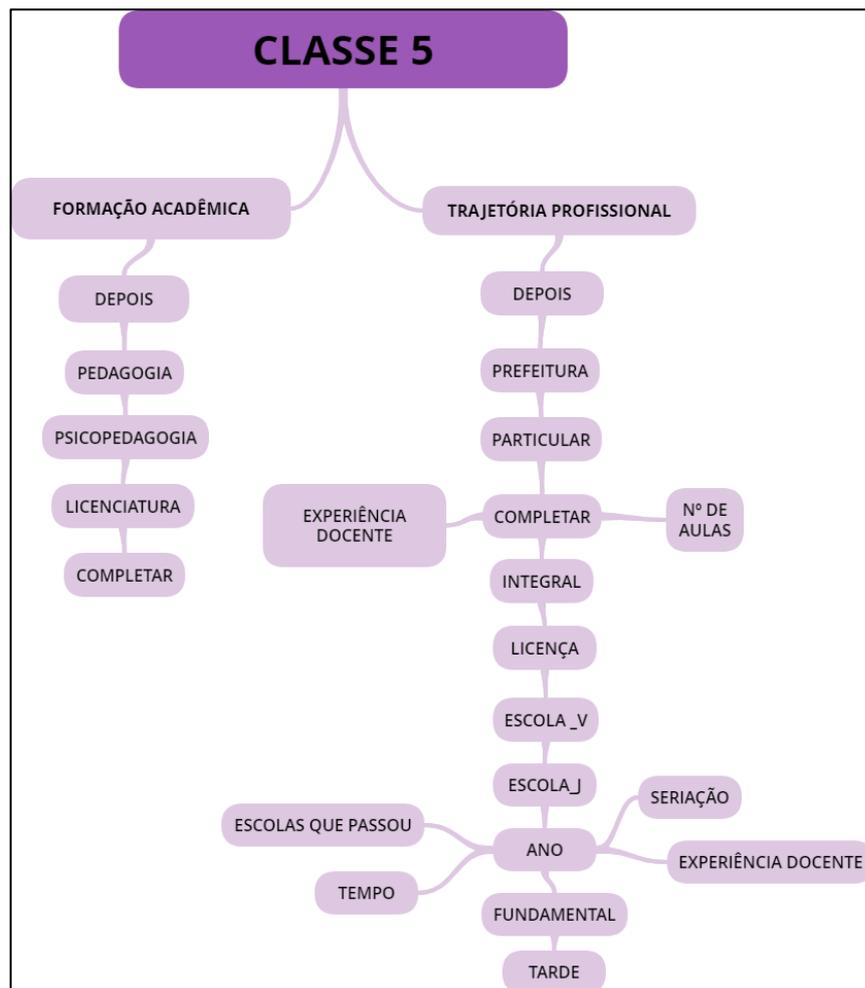 CLASSE 5
FORMAÇÃO ACADÊMICA
DEPOIS
PEDAGOGIA
PSICOPEDAGOGIA
LICENCIATURA
COMPLETAR
TRAJETÓRIA PROFISSIONAL
DEPOIS
PREFEITURA
PARTICULAR
EXPERIÊNCIA
DOCENTE
COMPLETAR
Nº DE
AULAS
INTEGRAL
LICENÇA
ESCOLA _V
ESCOLA_J
ESCOLAS QUE PASSOU
TEMPO
ANO
SERIAÇÃO
EXPERIÊNCIA DOCENTE
FUNDAMENTAL
TARDE